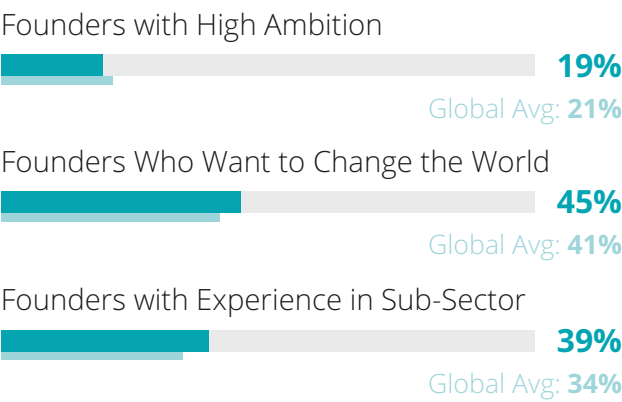 Founders with High Ambition
19%
Global Avg: 21%
Founders Who Want to Change the World
45%
Global Avg: 41%
Founders with Experience in Sub-Sector
39%
Global Avg: 34%